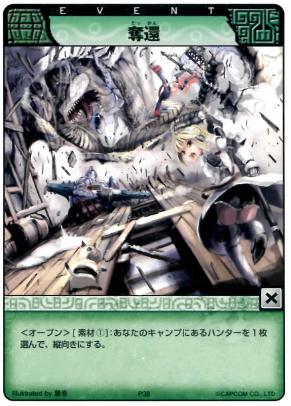 EVENT
だっ かん
奪還
<オープン>[素材①]:あなたのキャンプにあるハンターを1枚
選んで、縦向きにする。
Illustrated by
P38
©CAPCOM CO., LTD.